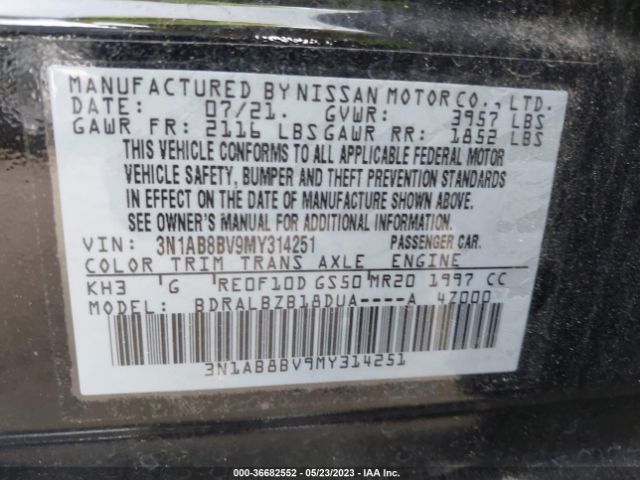 MANUFACTURED BY NISSAN MOTOR CO., LTD.
DATE: 07/21. GVWR: 3957 LBS
GAWR FR: 2116 LBS GAWR RR: 1852 LBS
THIS VEHICLE CONFORMS TO ALL APPLICABLE FEDERAL MOTOR
VEHICLE SAFETY, BUMPER AND THEFT PREVENTION STANDARDS
IN EFFECT ON THE DATE OF MANUFACTURE SHOWN ABOVE.
SEE OWNER'S MANUAL FOR ADDITIONAL INFORMATION.
VIN: 3N1AB8BV9MY314251 PASSENGER CAR.
COLOR TRIM TRANS AXLE ENGINE
KH3 G RE0F10D GS50 MR20 1997 CC
MODEL: BDRALBZB18DUA----A 4Z000
3N1AB8BV9MY314251
000-36682552 - 05/23/2023 - IAA Inc.